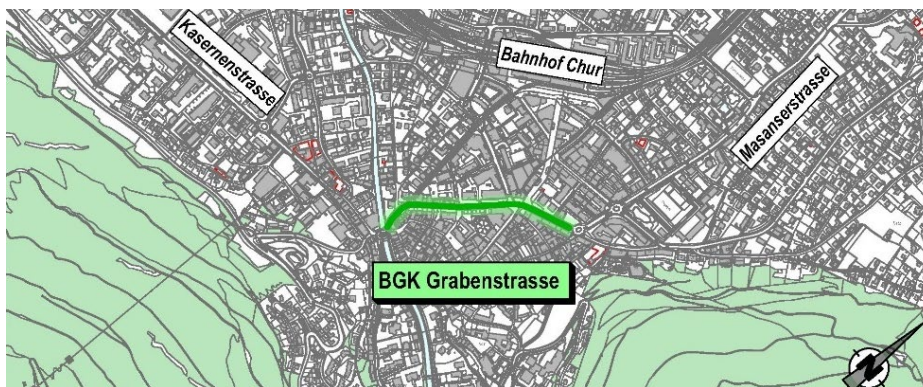 Kasernenstrasse
Bahnhof Chur
Masanserstrasse
BGK Grabenstrasse